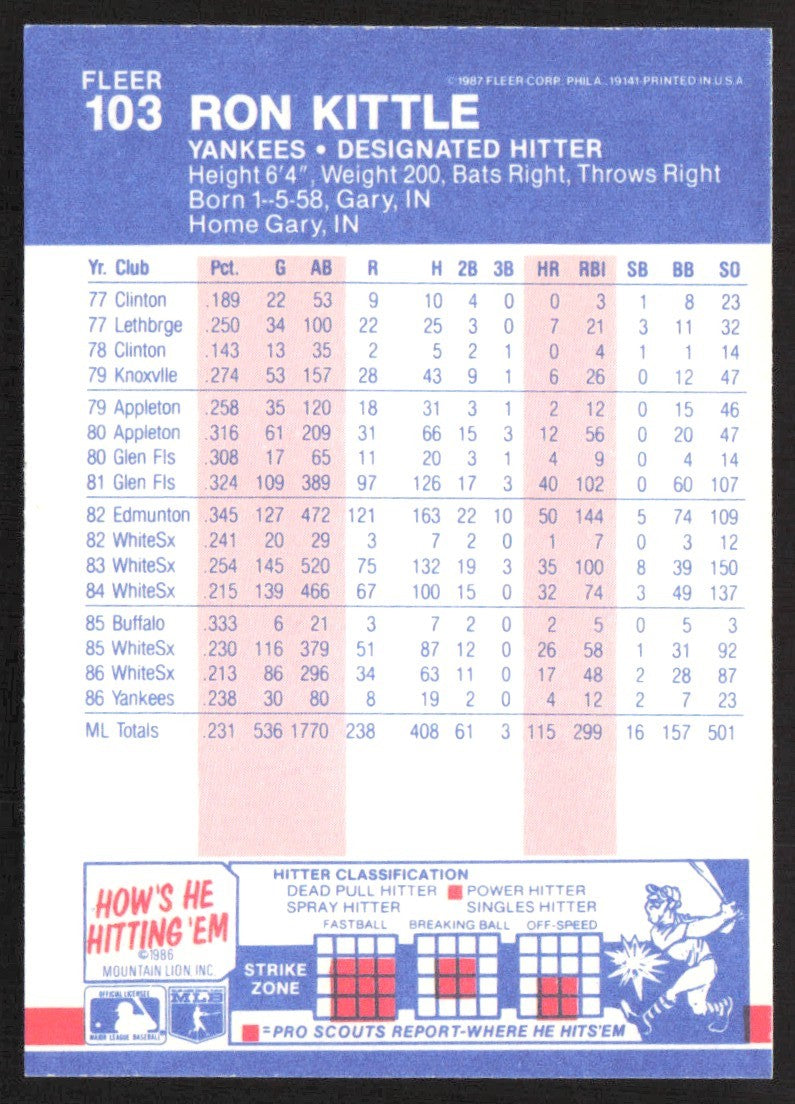 FLEER
©1987 FLEER CORP. PHILA., 19141-PRINTED IN U.S.A
103 RON KITTLE
YANKEES • DESIGNATED HITTER
Height 6'4", Weight 200, Bats Right, Throws Right
Born 1--5-58, Gary, IN
Home Gary, IN
Yr. Club Pct. G AB R H 2B 3B HR RBI SB BB SO
77 Clinton .189 22 53 9 10 4 0 0 3 1 8 23
77 Lethbrge .250 34 100 22 25 3 0 7 21 3 11 32
78 Clinton .143 13 35 2 5 2 1 0 4 1 1 14
79 Knoxvlle .274 53 157 28 43 9 1 6 26 0 12 47
79 Appleton .258 35 120 18 31 3 1 2 12 0 15 46
80 Appleton .316 61 209 31 66 15 3 12 56 0 20 47
80 Glen Fls .308 17 65 11 20 3 1 4 9 0 4 14
81 Glen Fls .324 109 389 97 126 17 3 40 102 0 60 107
82 Edmunton .345 127 472 121 163 22 10 50 144 5 74 109
82 WhiteSx .241 20 29 3 7 2 0 1 7 0 3 12
83 WhiteSx .254 145 520 75 132 19 3 35 100 8 39 150
84 WhiteSx .215 139 466 67 100 15 0 32 74 3 49 137
85 Buffalo .333 6 21 3 7 2 0 2 5 0 5 3
85 WhiteSx .230 116 379 51 87 12 0 26 58 1 31 92
86 WhiteSx .213 86 296 34 63 11 0 17 48 2 28 87
86 Yankees .238 30 80 8 19 2 0 4 12 2 7 23
ML Totals .231 536 1770 238 408 61 3 115 299 16 157 501
HOW'S HE
HITTING 'EM
©1986
MOUNTAIN LION, INC.
HITTER CLASSIFICATION
DEAD PULL HITTER POWER HITTER
SPRAY HITTER SINGLES HITTER
FASTBALL BREAKING BALL OFF-SPEED
STRIKE
ZONE
=PRO SCOUTS REPORT-WHERE HE HITS'EM
OFFICIAL LICENSEE
MAJOR LEAGUE BASEBALL
MLB